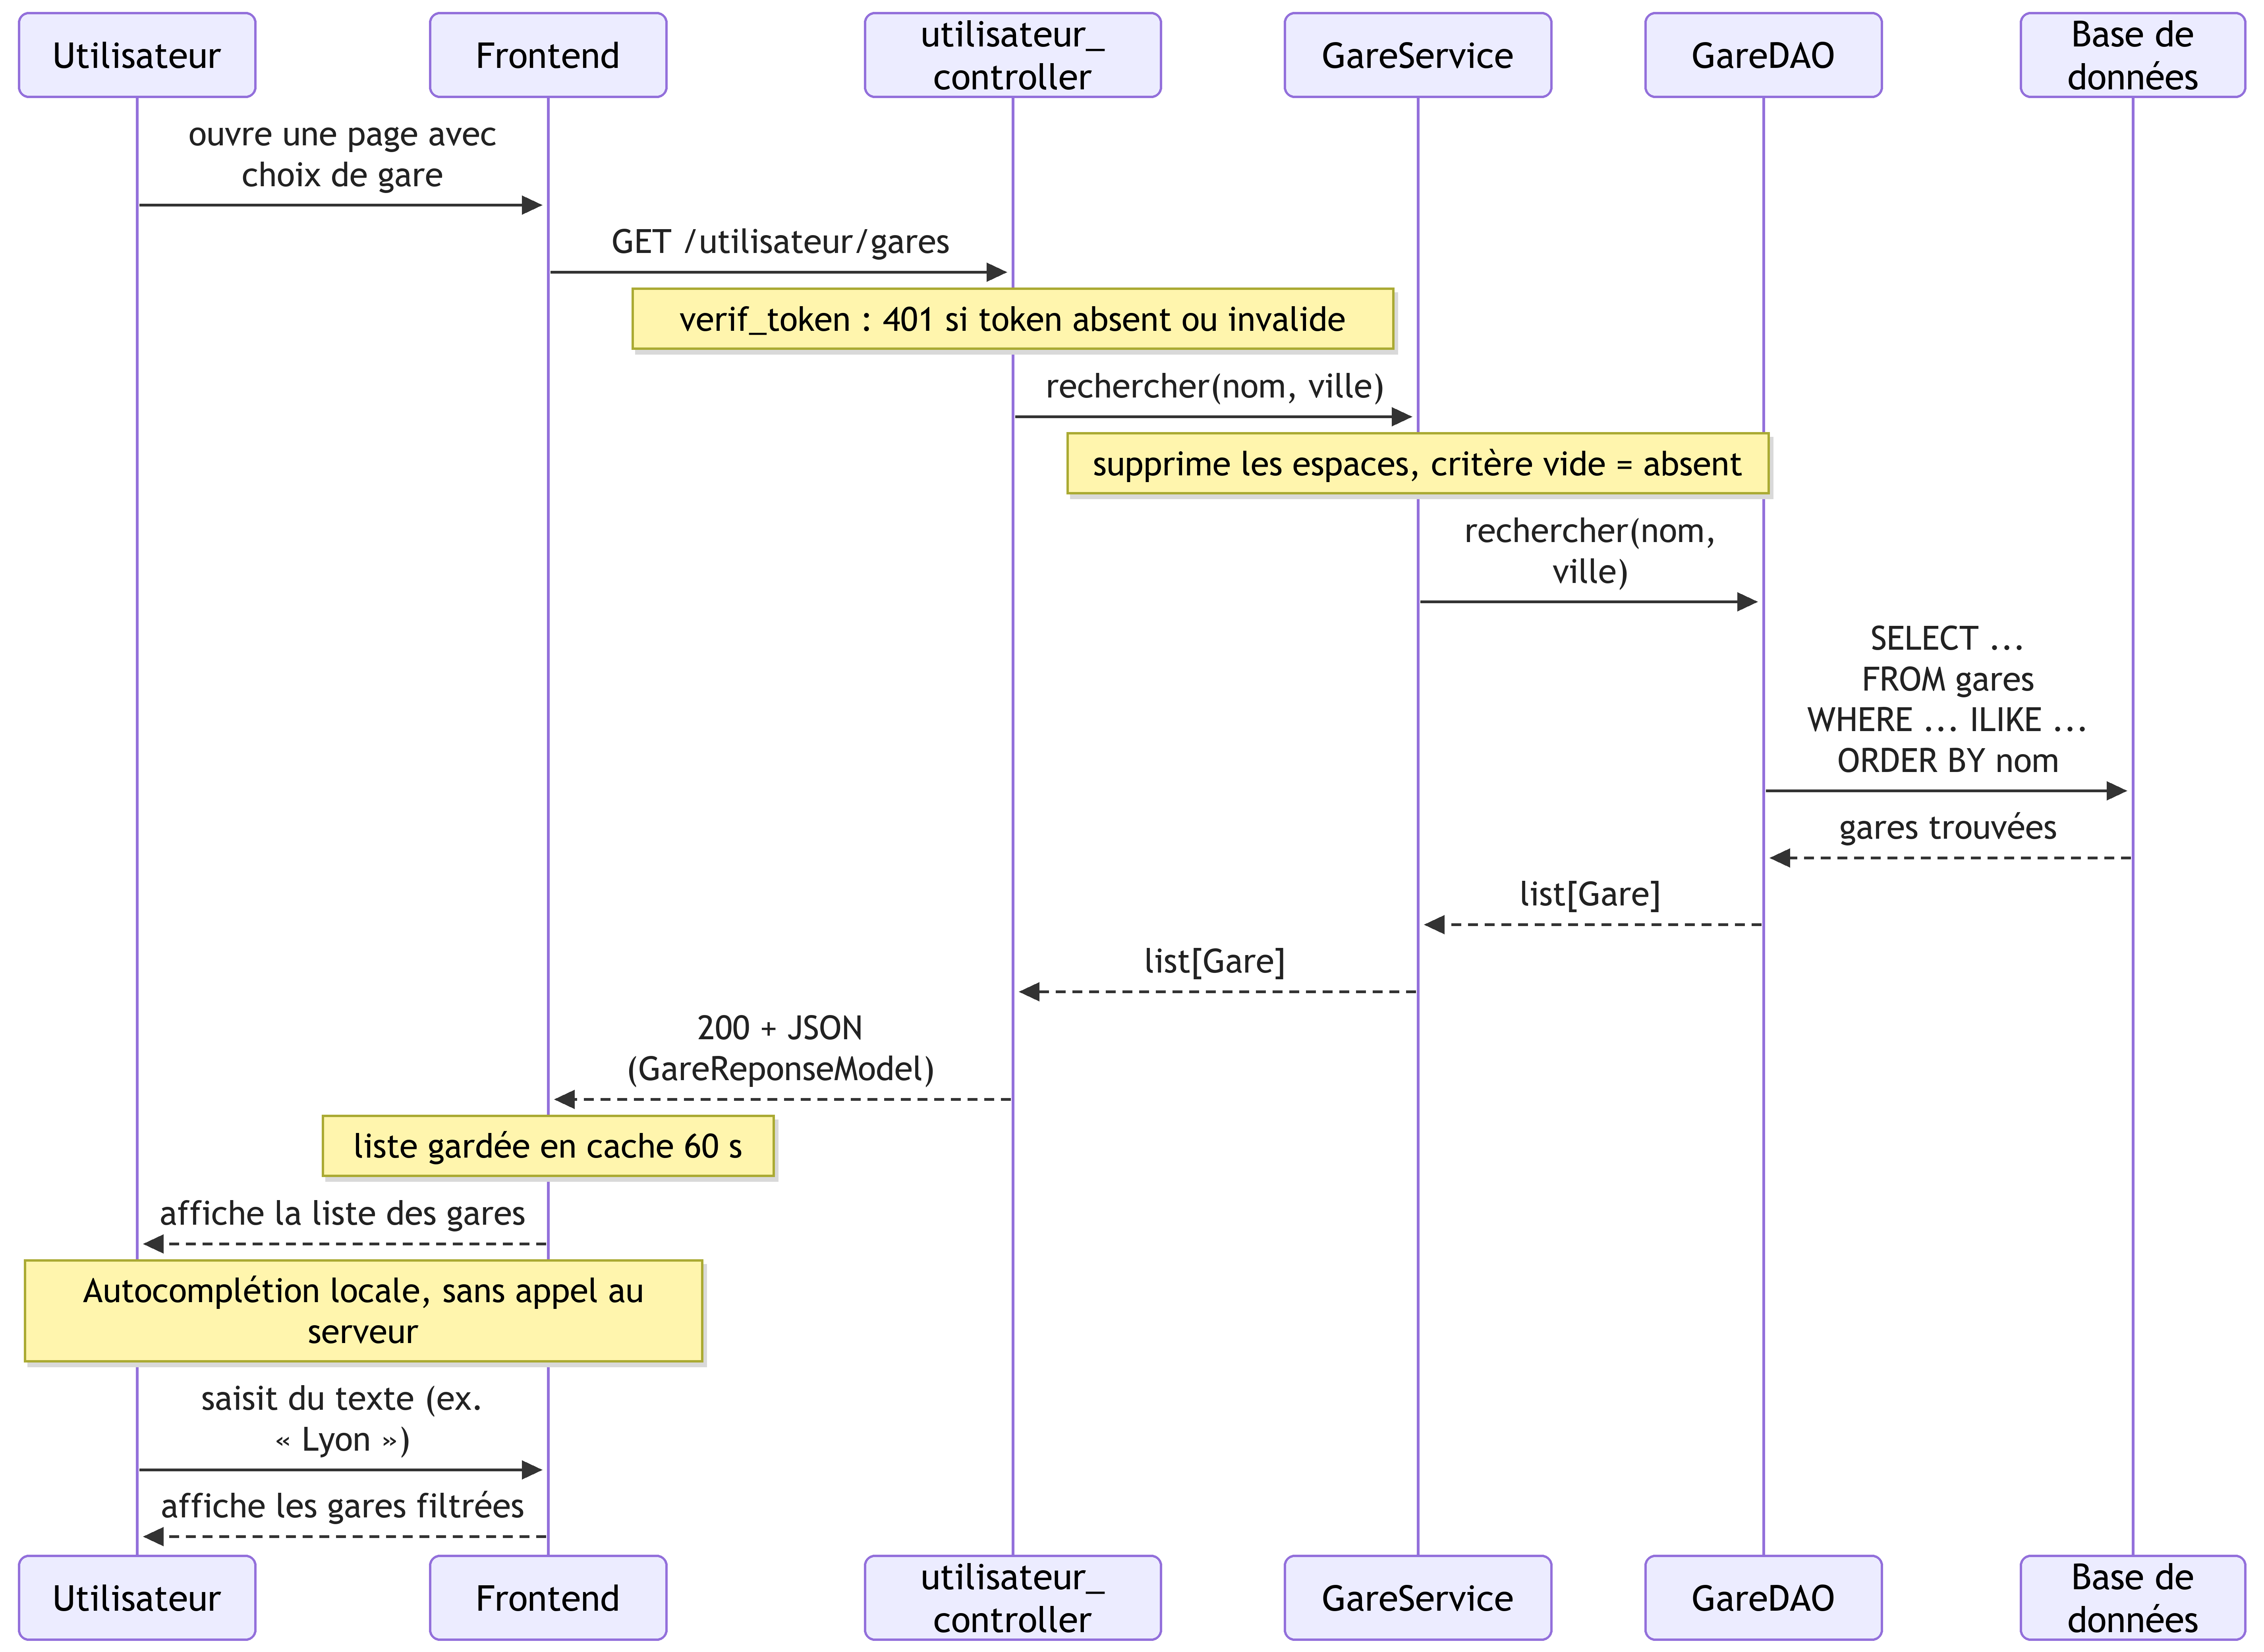 Utilisateur
Frontend
utilisateur_
controller
GareService
GareDAO
Base de
données
ouvre une page avec
choix de gare
GET /utilisateur/gares
verif_token : 401 si token absent ou invalide
rechercher(nom, ville)
supprime les espaces, critère vide = absent
rechercher(nom,
ville)
SELECT ...
FROM gares
WHERE ... ILIKE ...
ORDER BY nom
gares trouvées
list[Gare]
list[Gare]
200 + JSON
(GareReponseModel)
liste gardée en cache 60 s
affiche la liste des gares
Autocomplétion locale, sans appel au
serveur
saisit du texte (ex.
« Lyon »)
affiche les gares filtrées
Utilisateur
Frontend
utilisateur_
controller
GareService
GareDAO
Base de
données